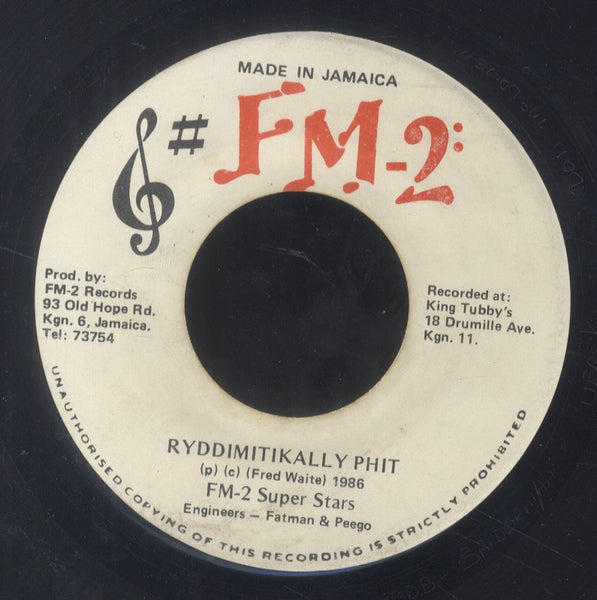 MADE IN JAMAICA
# FM-2
Prod. by:
FM-2 Records
93 Old Hope Rd.
Kgn. 6, Jamaica.
Tel: 73754
Recorded at:
King Tubby's
18 Drumille Ave.
Kgn. 11.
RYDDIMITIKALLY PHIT
(p) (c) (Fred Waite) 1986
FM-2 Super Stars
Engineers — Fatman & Peego
UNAUTHORISED COPYING OF THIS RECORDING IS STRICTLY PROHIBITED